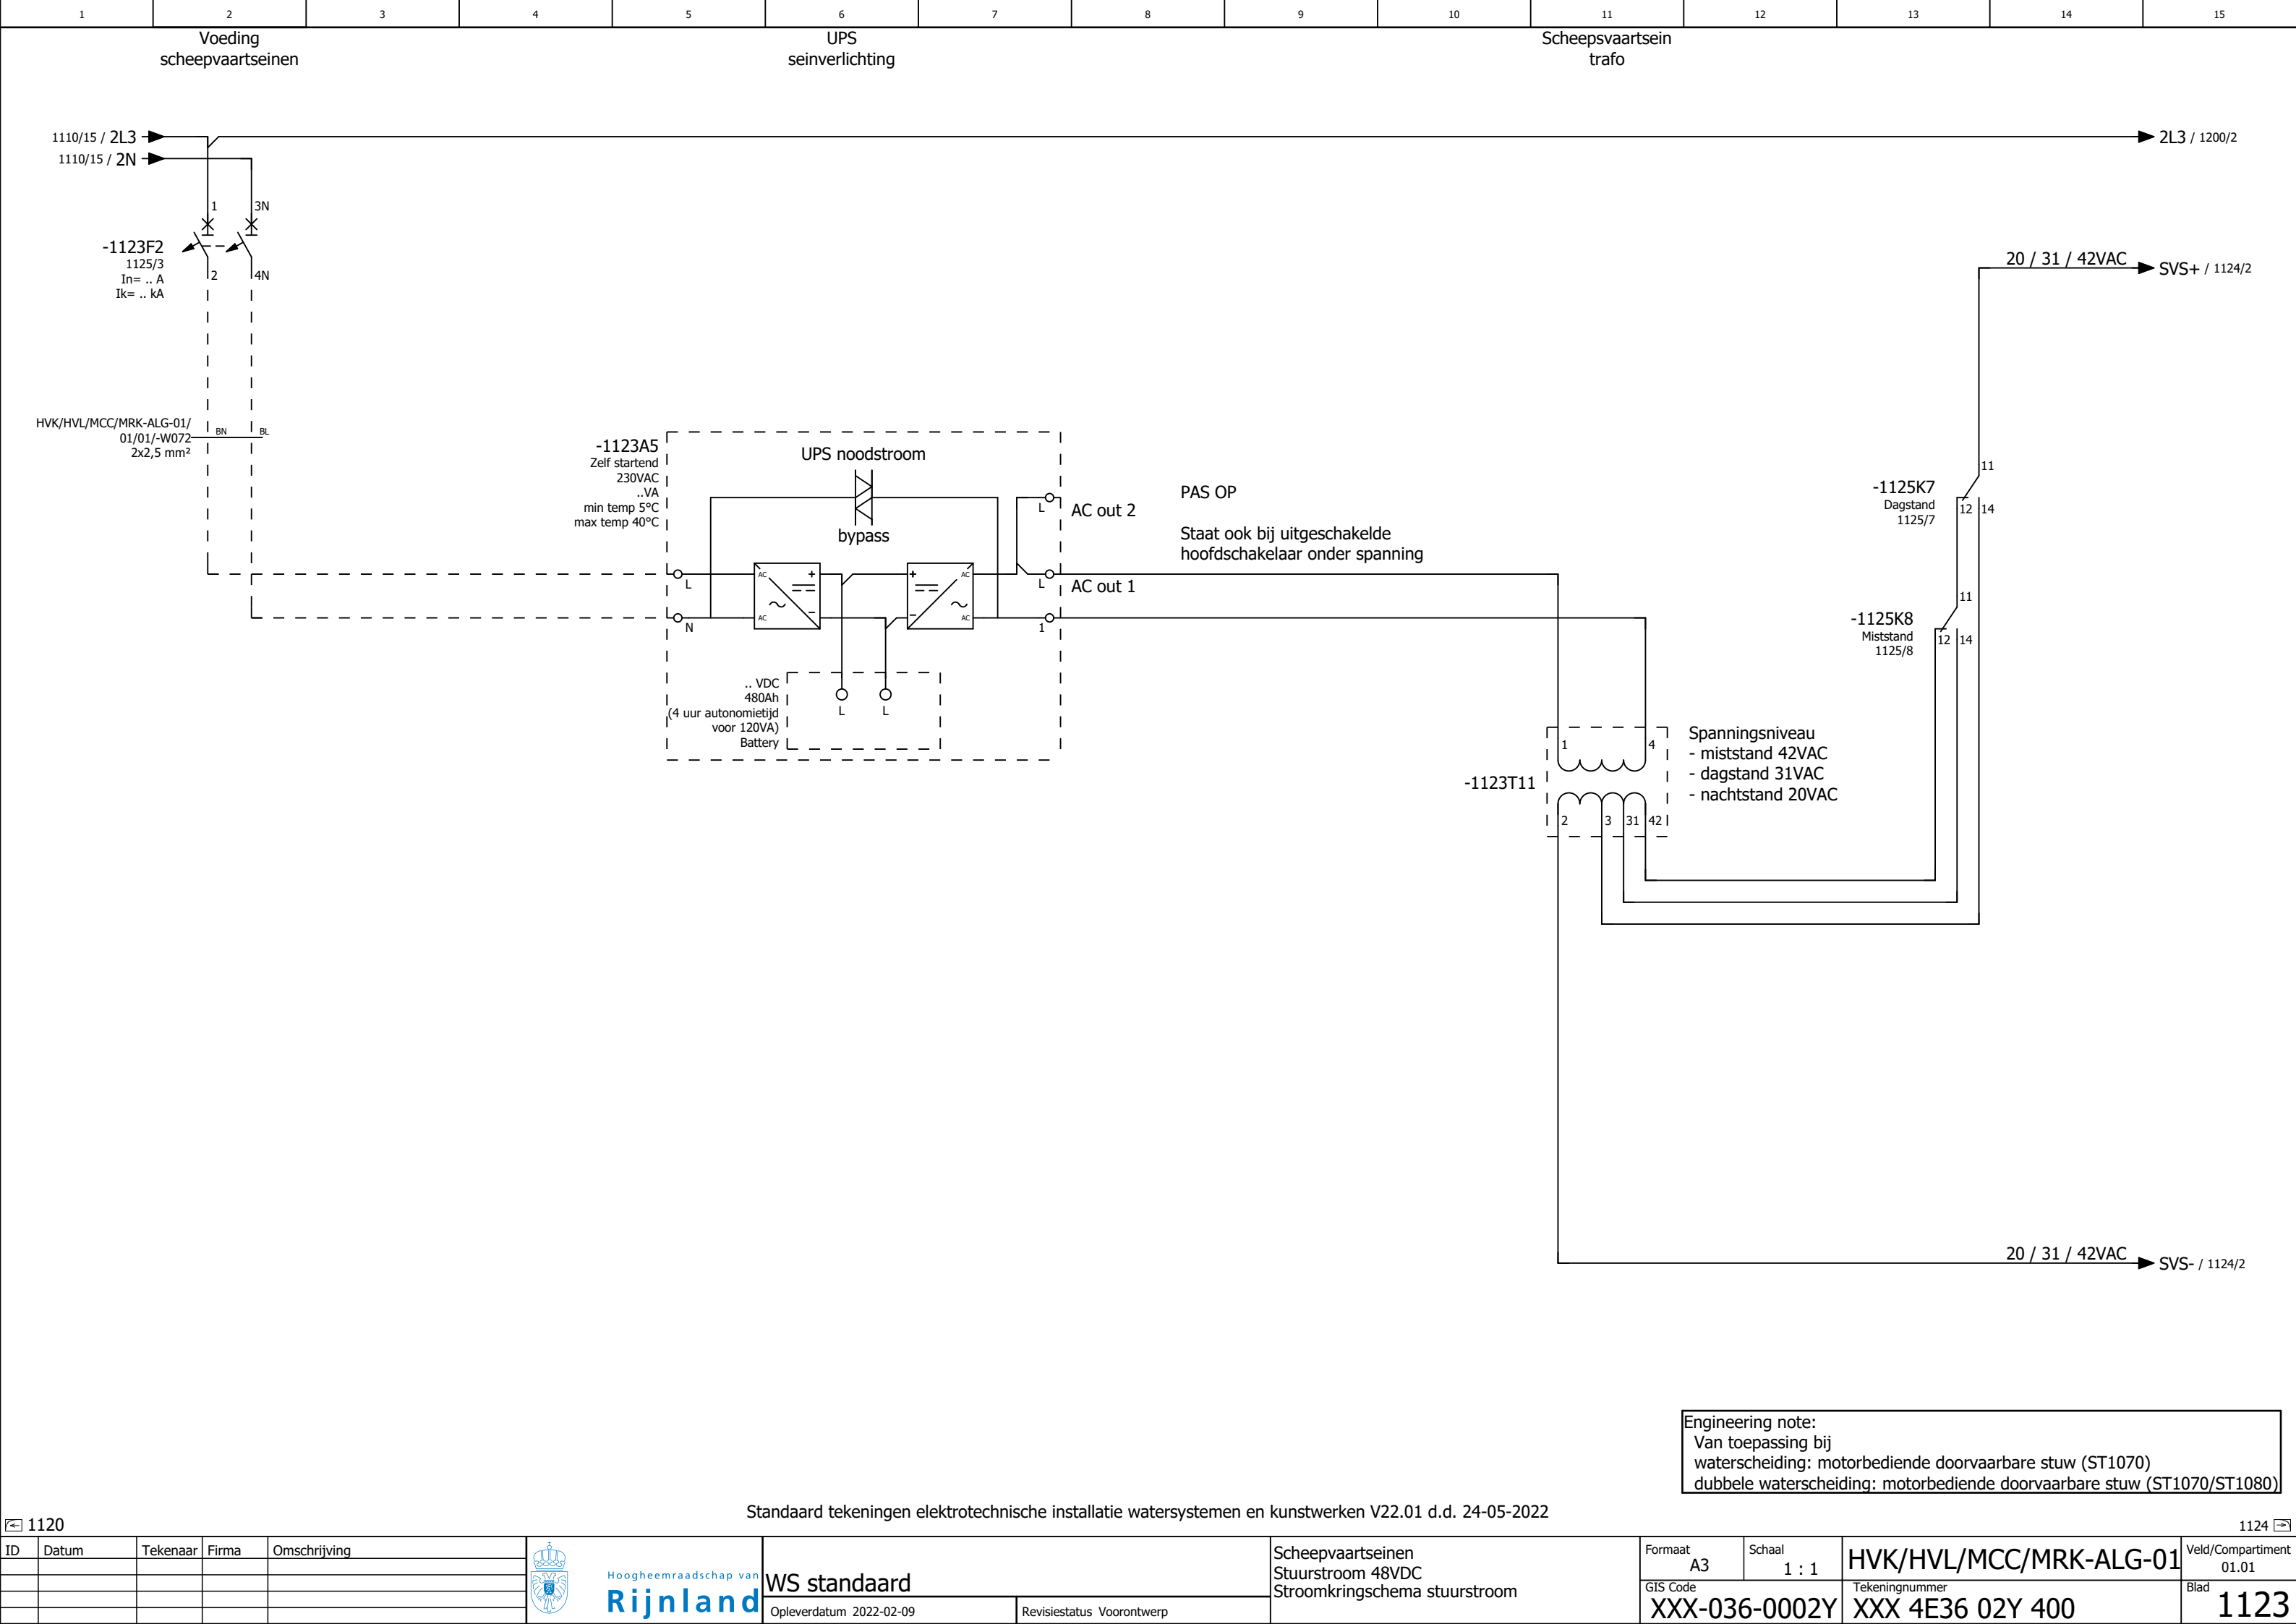 1 2 3 4 5 6 7 8 9 10 11 12 13 14 15
Voeding
scheepvaartseinen
UPS
seinverlichting
Scheepsvaartsein
trafo
1110/15 / 2L3
2L3 / 1200/2
1110/15 / 2N
1 3N
-1123F2
1125/3
In= .. A
Ik= .. kA
2 4N
20 / 31 / 42VAC
SVS+ / 1124/2
HVK/HVL/MCC/MRK-ALG-01/
01/01/-W072
2x2,5 mm²
BN BL
-1123A5
Zelf startend
230VAC
..VA
min temp 5°C
max temp 40°C
UPS noodstroom
bypass
L
AC out 2
PAS OP
Staat ook bij uitgeschakelde
hoofdschakelaar onder spanning
L
AC + -
AC
+ - AC
AC
L
AC out 1
N
1
.. VDC
480Ah
(4 uur autonomietijd
voor 120VA)
Battery
L L
11
-1125K7
Dagstand
1125/7
12 14
11
-1125K8
Miststand
1125/8
12 14
1 4
-1123T11
2 3 31 42
Spanningsniveau
- miststand 42VAC
- dagstand 31VAC
- nachtstand 20VAC
20 / 31 / 42VAC
SVS- / 1124/2
Engineering note:
Van toepassing bij
waterscheiding: motorbediende doorvaarbare stuw (ST1070)
dubbele waterscheiding: motorbediende doorvaarbare stuw (ST1070/ST1080)
Standaard tekeningen elektrotechnische installatie watersystemen en kunstwerken V22.01 d.d. 24-05-2022
1120
1124
ID Datum Tekenaar Firma Omschrijving
Hoogheemraadschap van
Rijnland
WS standaard
Opleverdatum 2022-02-09
Revisiestatus Voorontwerp
Scheepvaartseinen
Stuurstroom 48VDC
Stroomkringschema stuurstroom
Formaat
A3
Schaal
1 : 1
HVK/HVL/MCC/MRK-ALG-01
Veld/Compartiment
01.01
GIS Code
XXX-036-0002Y
Tekeningnummer
XXX 4E36 02Y 400
Blad
1123